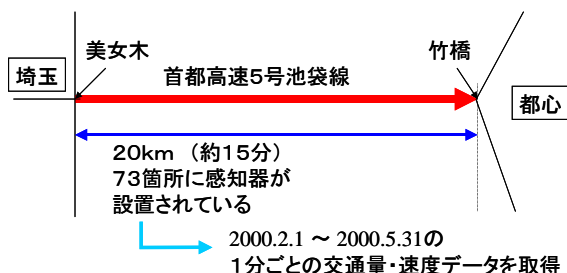 美女木
竹橋
埼玉
首都高速5号池袋線
都心
20km (約15分)
73箇所に感知器が
設置されている
2000.2.1 ～ 2000.5.31の
1分ごとの交通量・速度データを取得